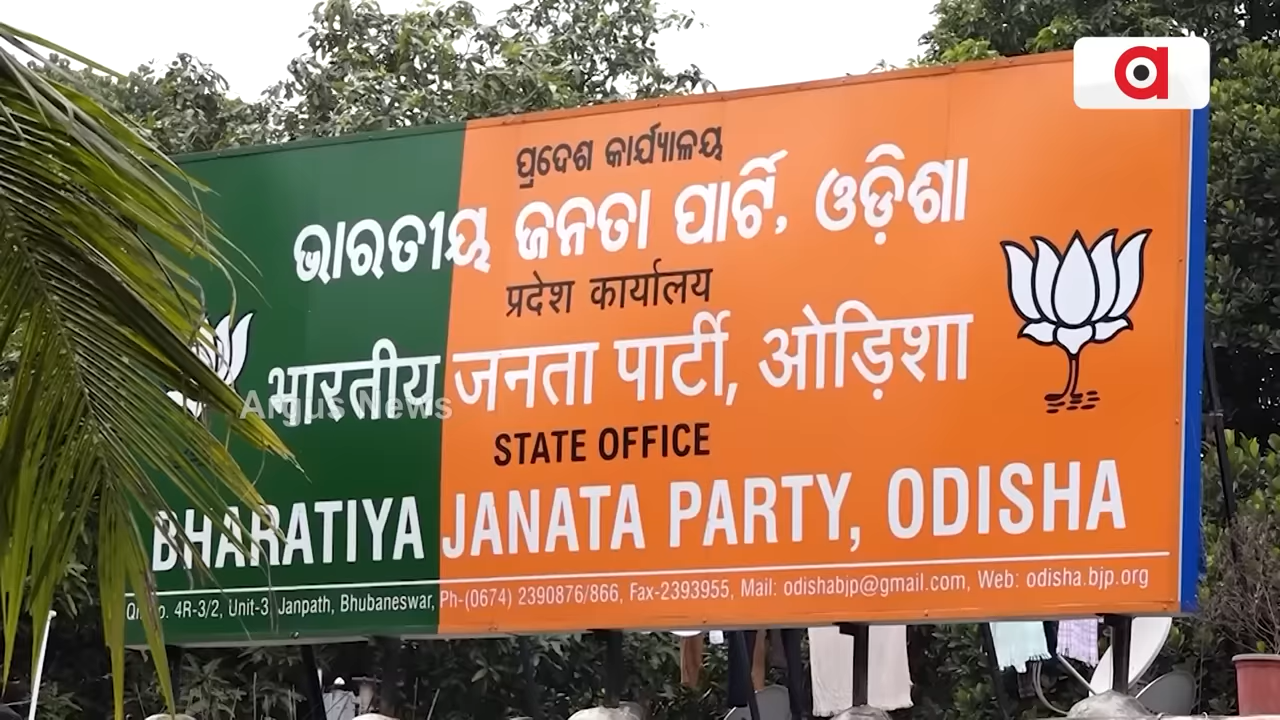 ପ୍ରଦେଶ କାର୍ଯ୍ୟାଳୟ
ଭାରତୀୟ ଜନତା ପାର୍ଟି, ଓଡ଼ିଶା
प्रदेश कार्यालय
भारतीय जनता पार्टी, ओड़िशा
Argus News
STATE OFFICE
BHARATIYA JANATA PARTY, ODISHA
4R-3/2, Unit-3, Janpath, Bhubaneswar, Ph-(0674) 2390876/866, Fax-2393955, Mail: odishabjp@gmail.com, Web: odisha.bjp.org